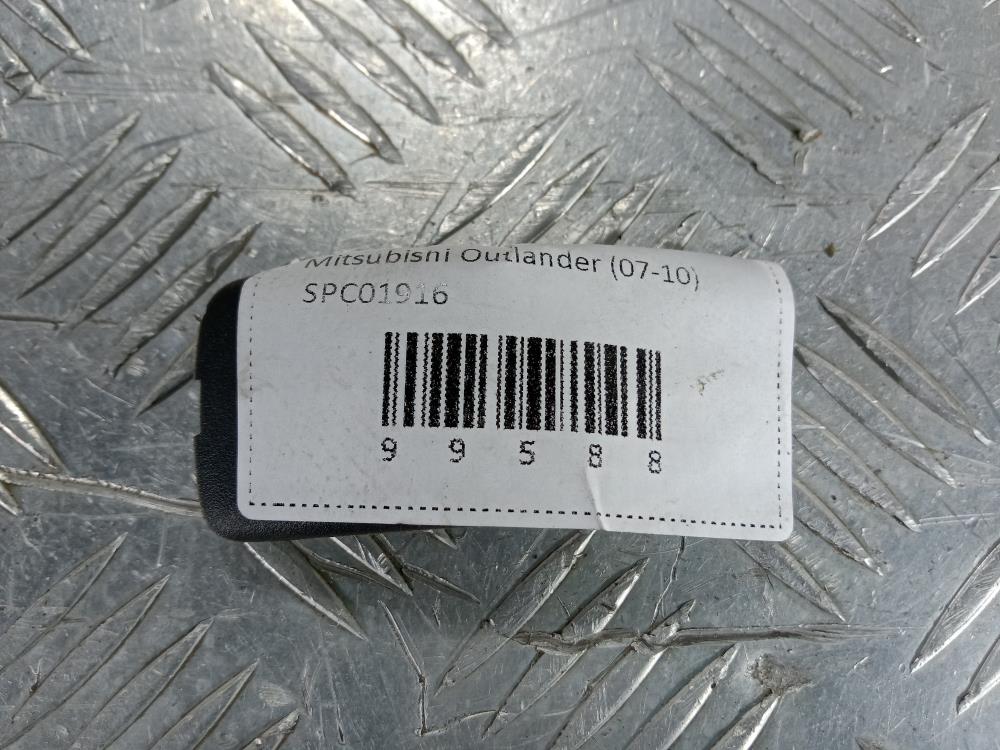 Mitsubishi Outlander (07-10)
SPC01916
9 9 5 8 8